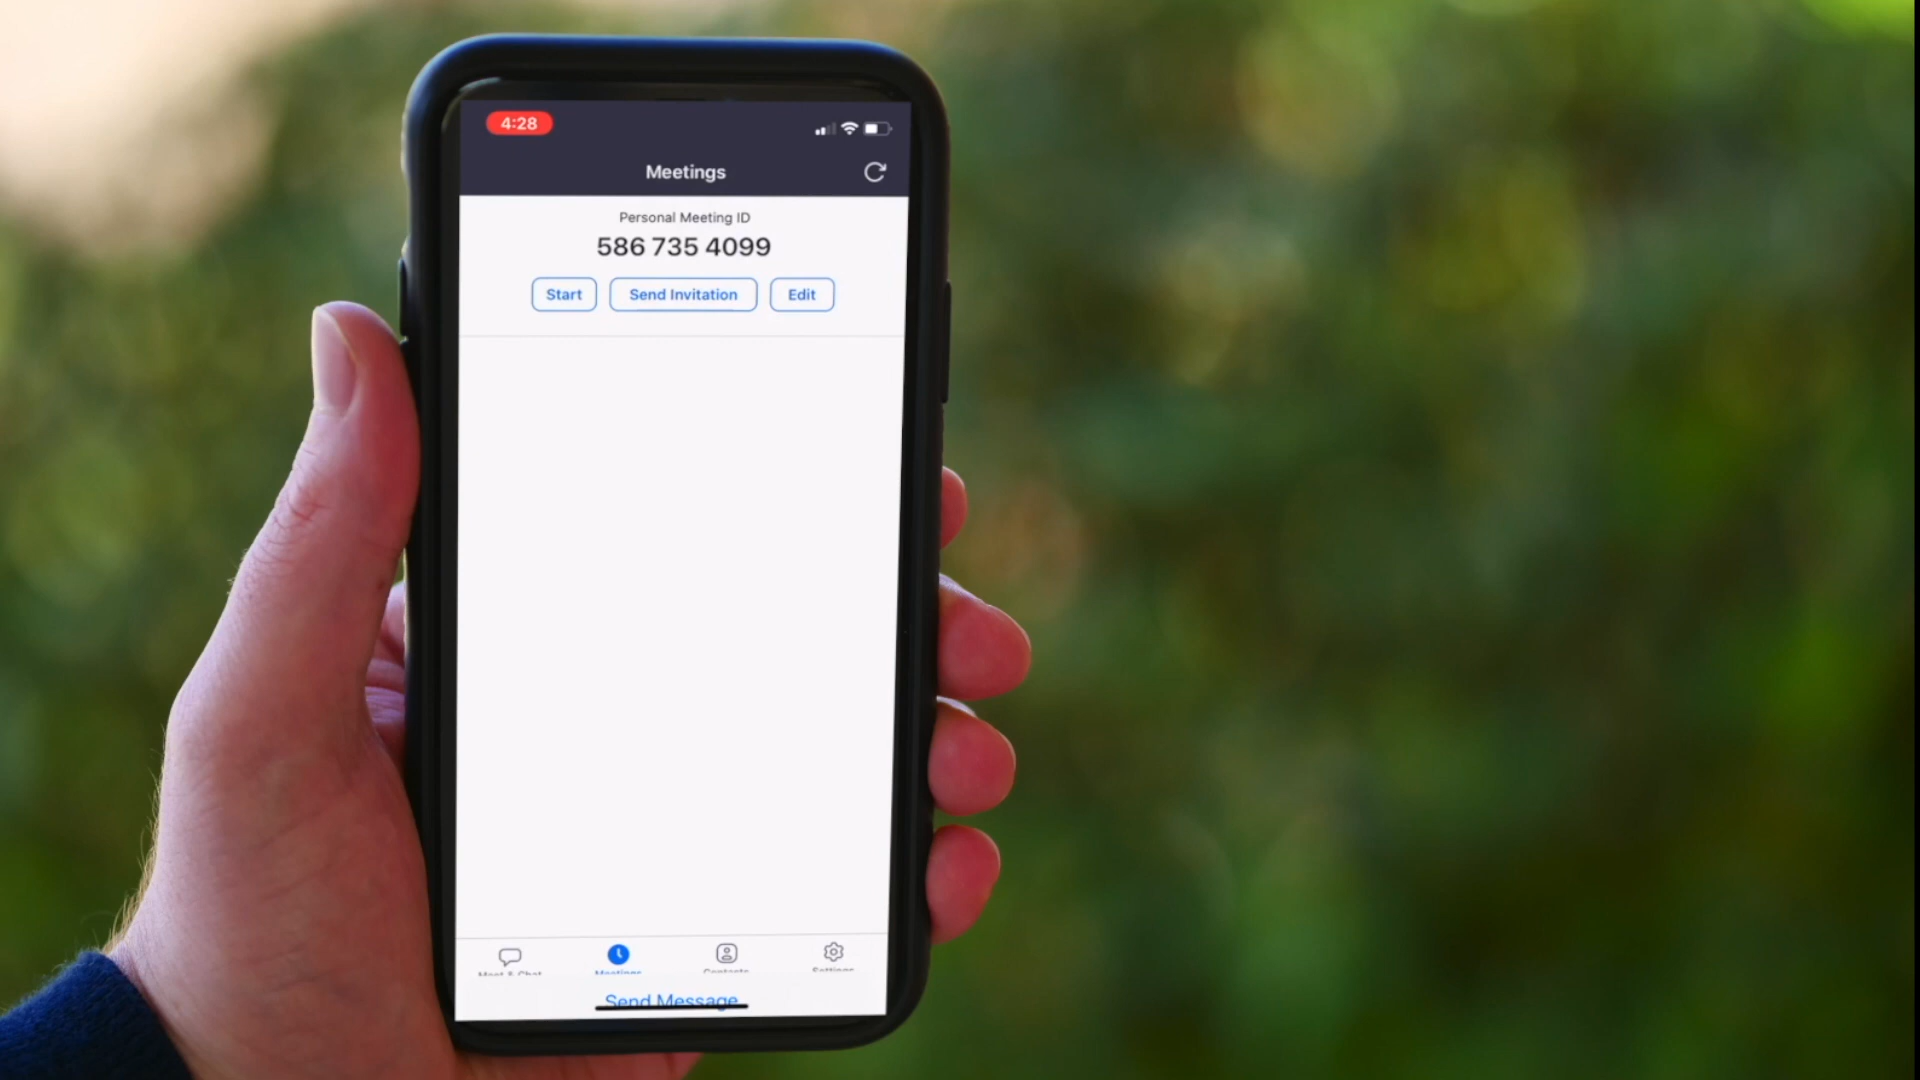 4:28
Meetings
Personal Meeting ID
586 735 4099
Start Send Invitation Edit
Meet & Chat Meetings Contacts Settings
Send Message